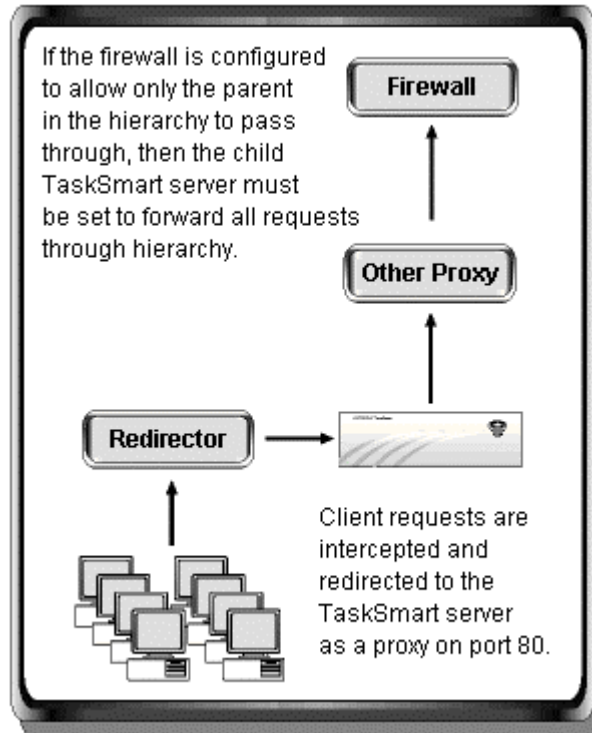 If the firewall is configured
to allow only the parent
in the hierarchy to pass
through, then the child
TaskSmart server must
be set to forward all requests
through hierarchy.
Firewall
Other Proxy
Redirector
Client requests are
intercepted and
redirected to the
TaskSmart server
as a proxy on port 80.